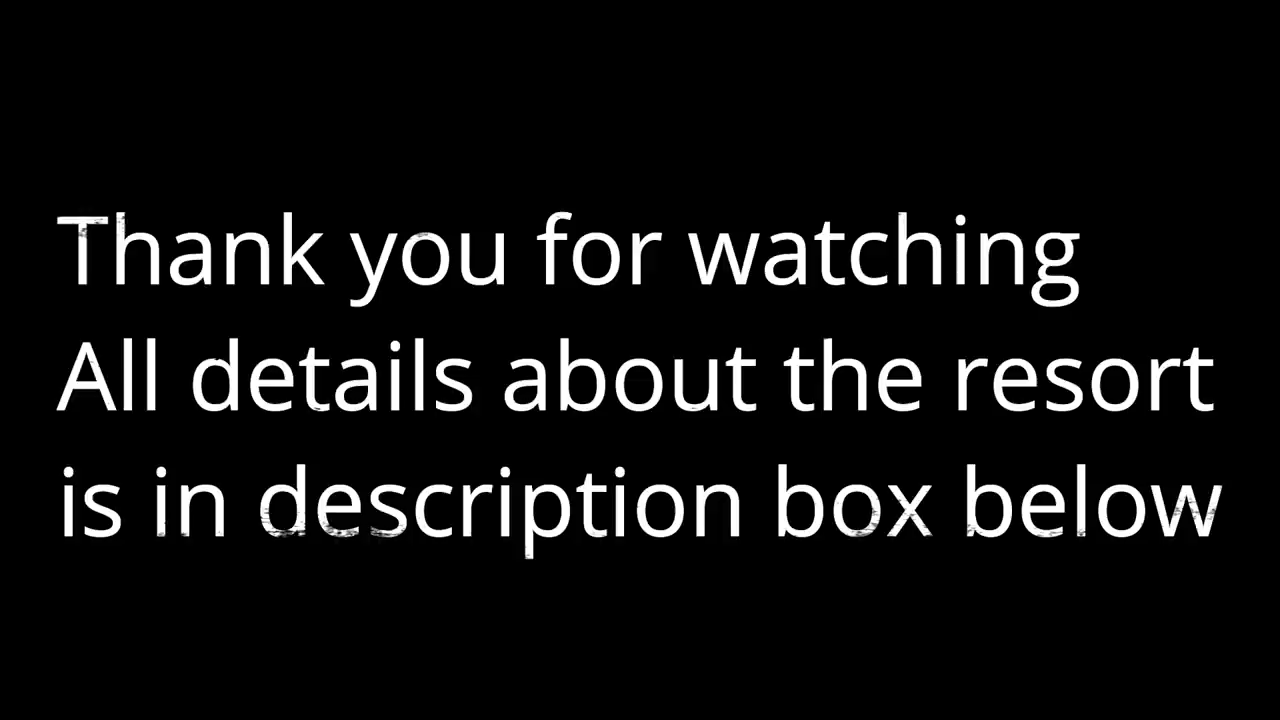 Thank you for watching
All details about the resort
is in description box below